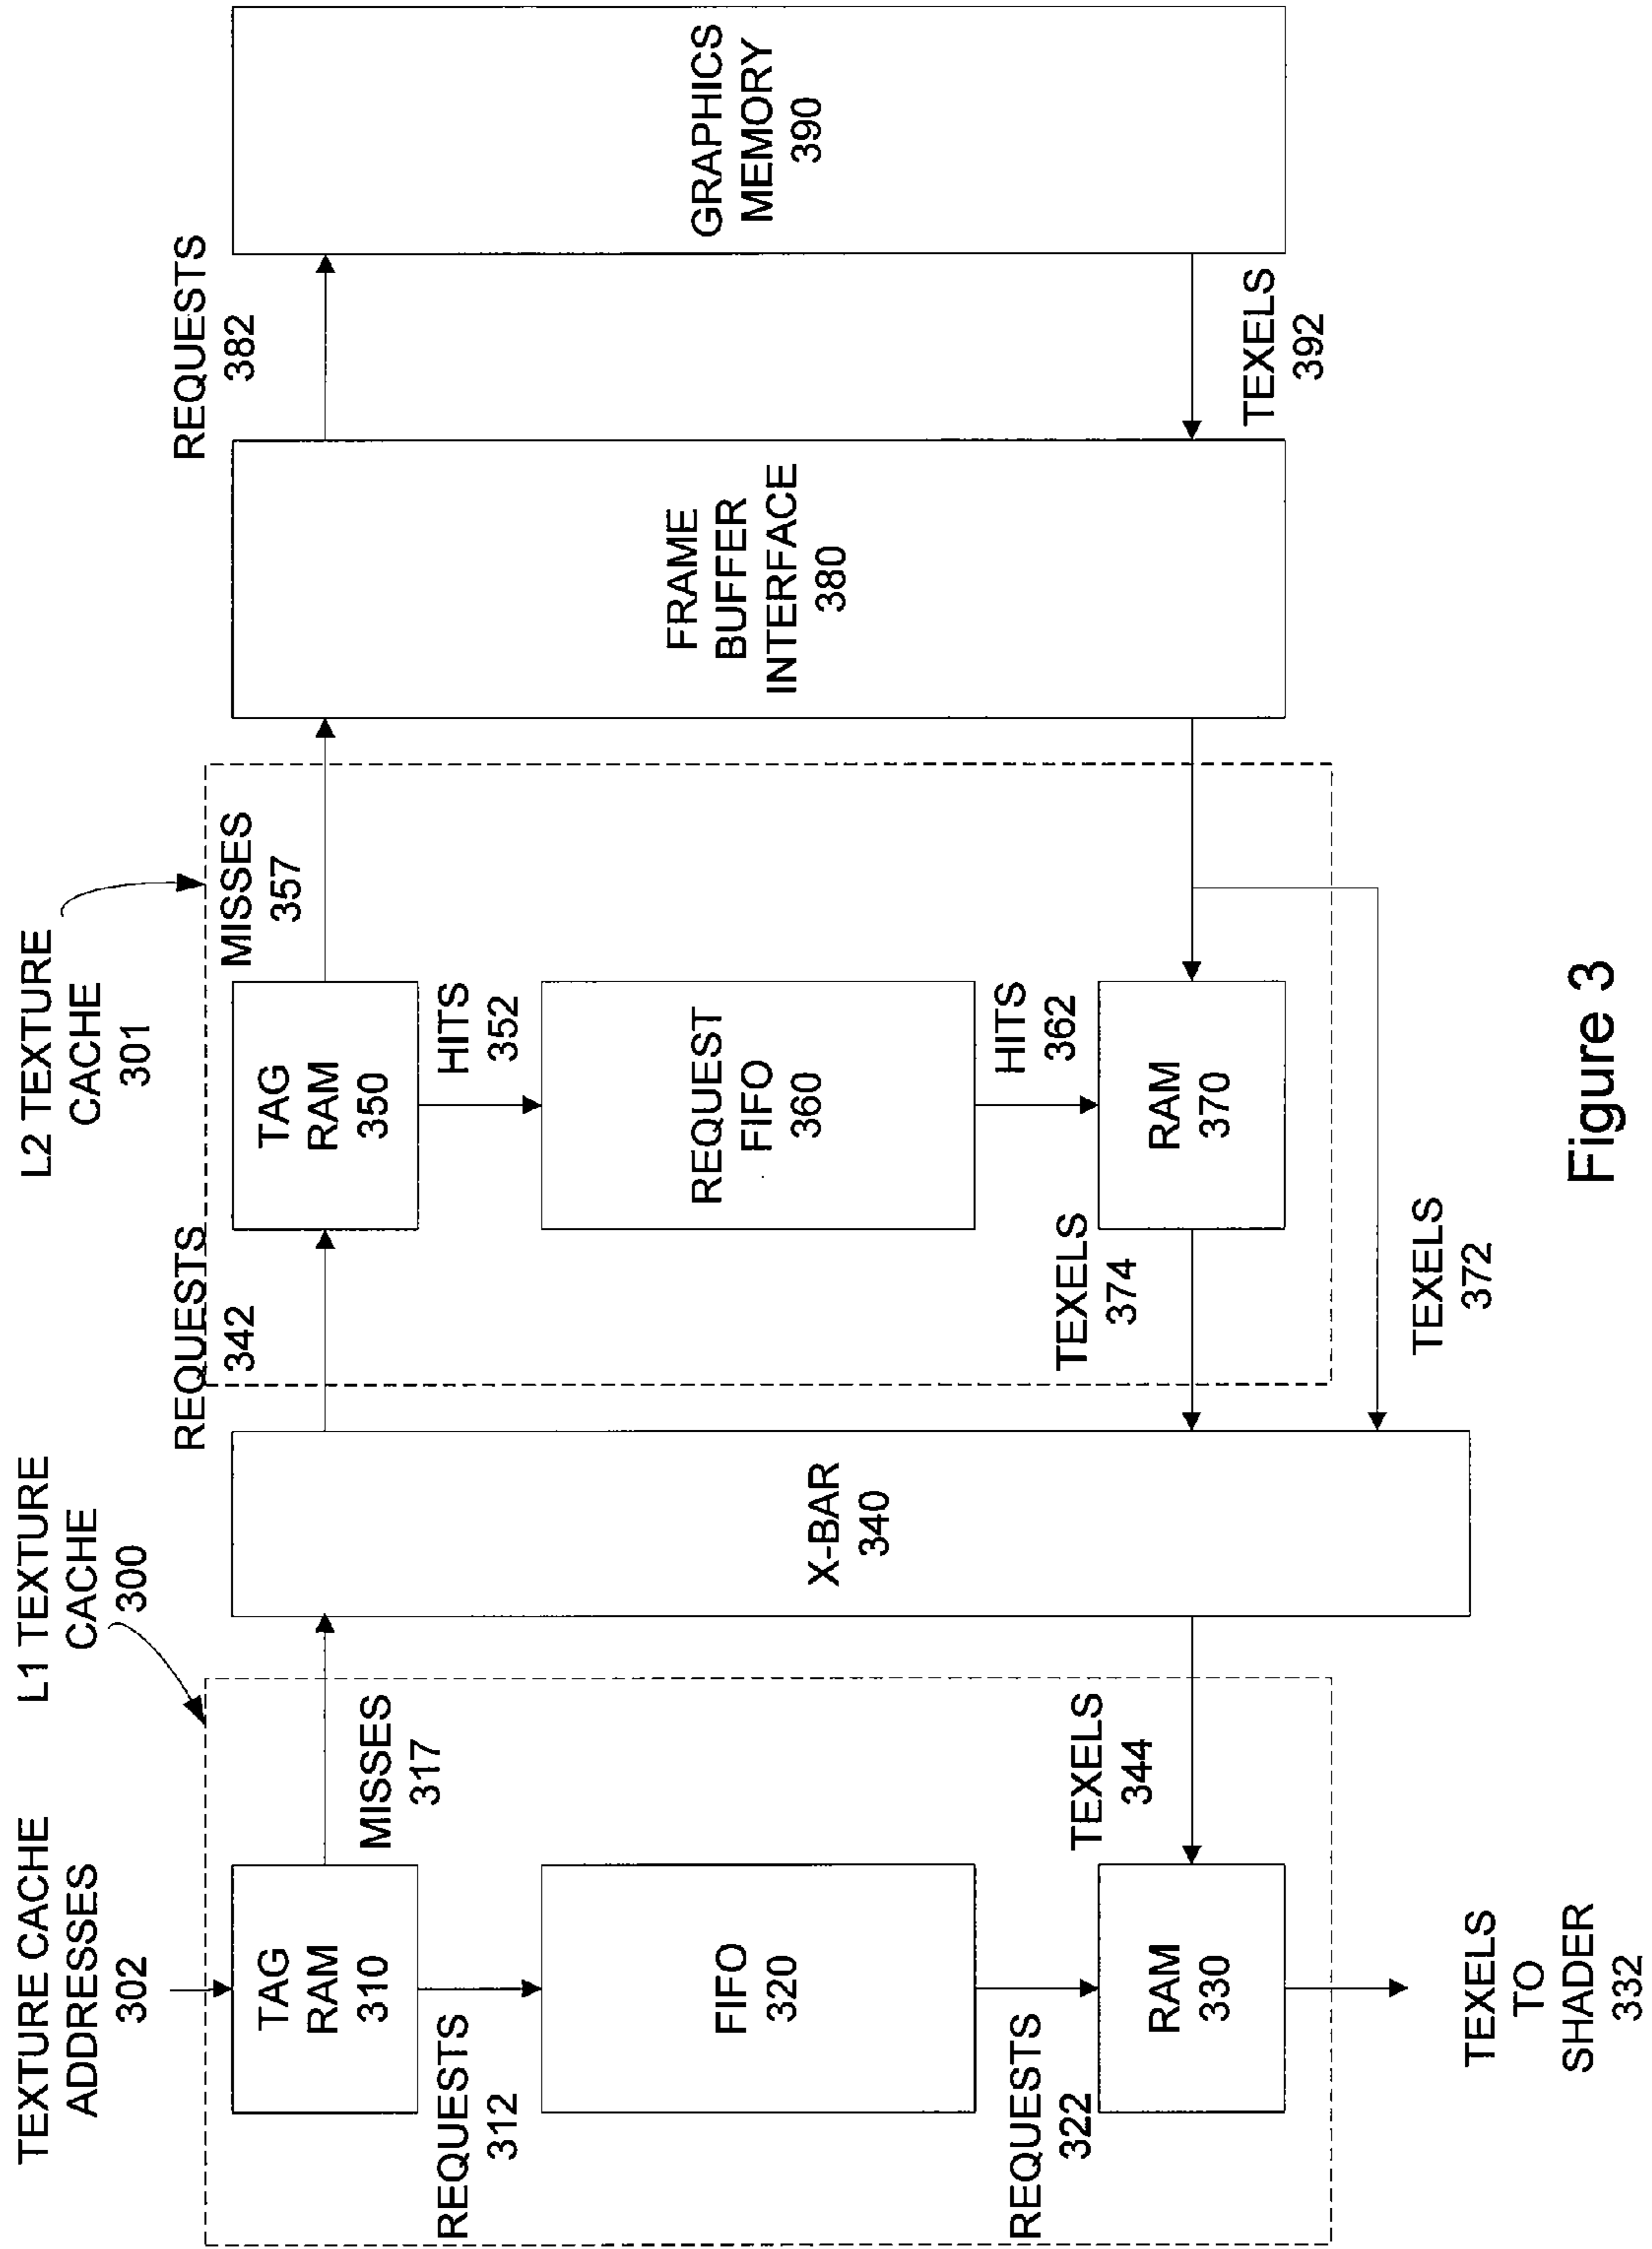 TEXTURE CACHE
ADDRESSES
302
L1 TEXTURE
CACHE
300
L2 TEXTURE
CACHE
301
TAG
RAM
310
MISSES
317
REQUESTS
312
FIFO
320
REQUESTS
322
RAM
330
TEXELS
344
TEXELS
TO
SHADER
332
X-BAR
340
REQUESTS
342
TAG
RAM
350
MISSES
357
HITS
352
REQUEST
FIFO
360
HITS
362
RAM
370
TEXELS
374
TEXELS
372
FRAME
BUFFER
INTERFACE
380
REQUESTS
382
TEXELS
392
GRAPHICS
MEMORY
390
Figure 3